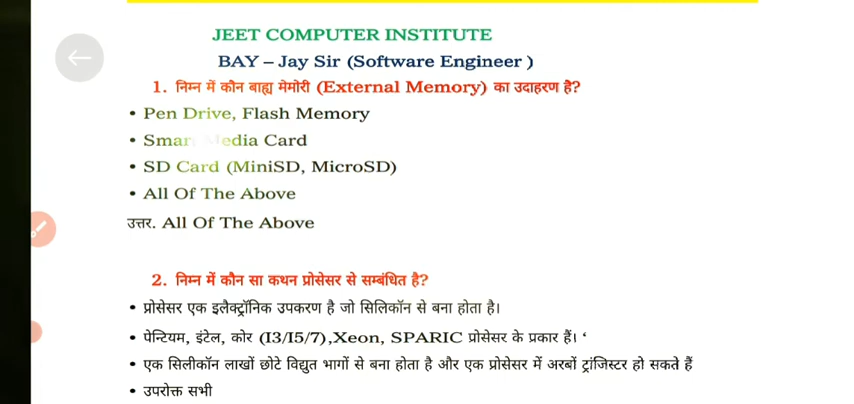 JEET COMPUTER INSTITUTE
BAY – Jay Sir (Software Engineer )
1. निम्न में कौन बाह्य मेमोरी (External Memory) का उदाहरण है?
• Pen Drive, Flash Memory
• Smart Media Card
• SD Card (MiniSD, MicroSD)
• All Of The Above
उत्तर. All Of The Above
2. निम्न में कौन सा कथन प्रोसेसर से सम्बंधित है?
• प्रोसेसर एक इलैक्ट्रॉनिक उपकरण है जो सिलिकॉन से बना होता है।
• पेन्टियम, इंटेल, कोर (I3/I5/7),Xeon, SPARIC प्रोसेसर के प्रकार हैं। ‘
• एक सिलीकॉन लाखों छोटे विद्युत भागों से बना होता है और एक प्रोसेसर में अरबों ट्रांजिस्टर हो सकते हैं
• उपरोक्त सभी